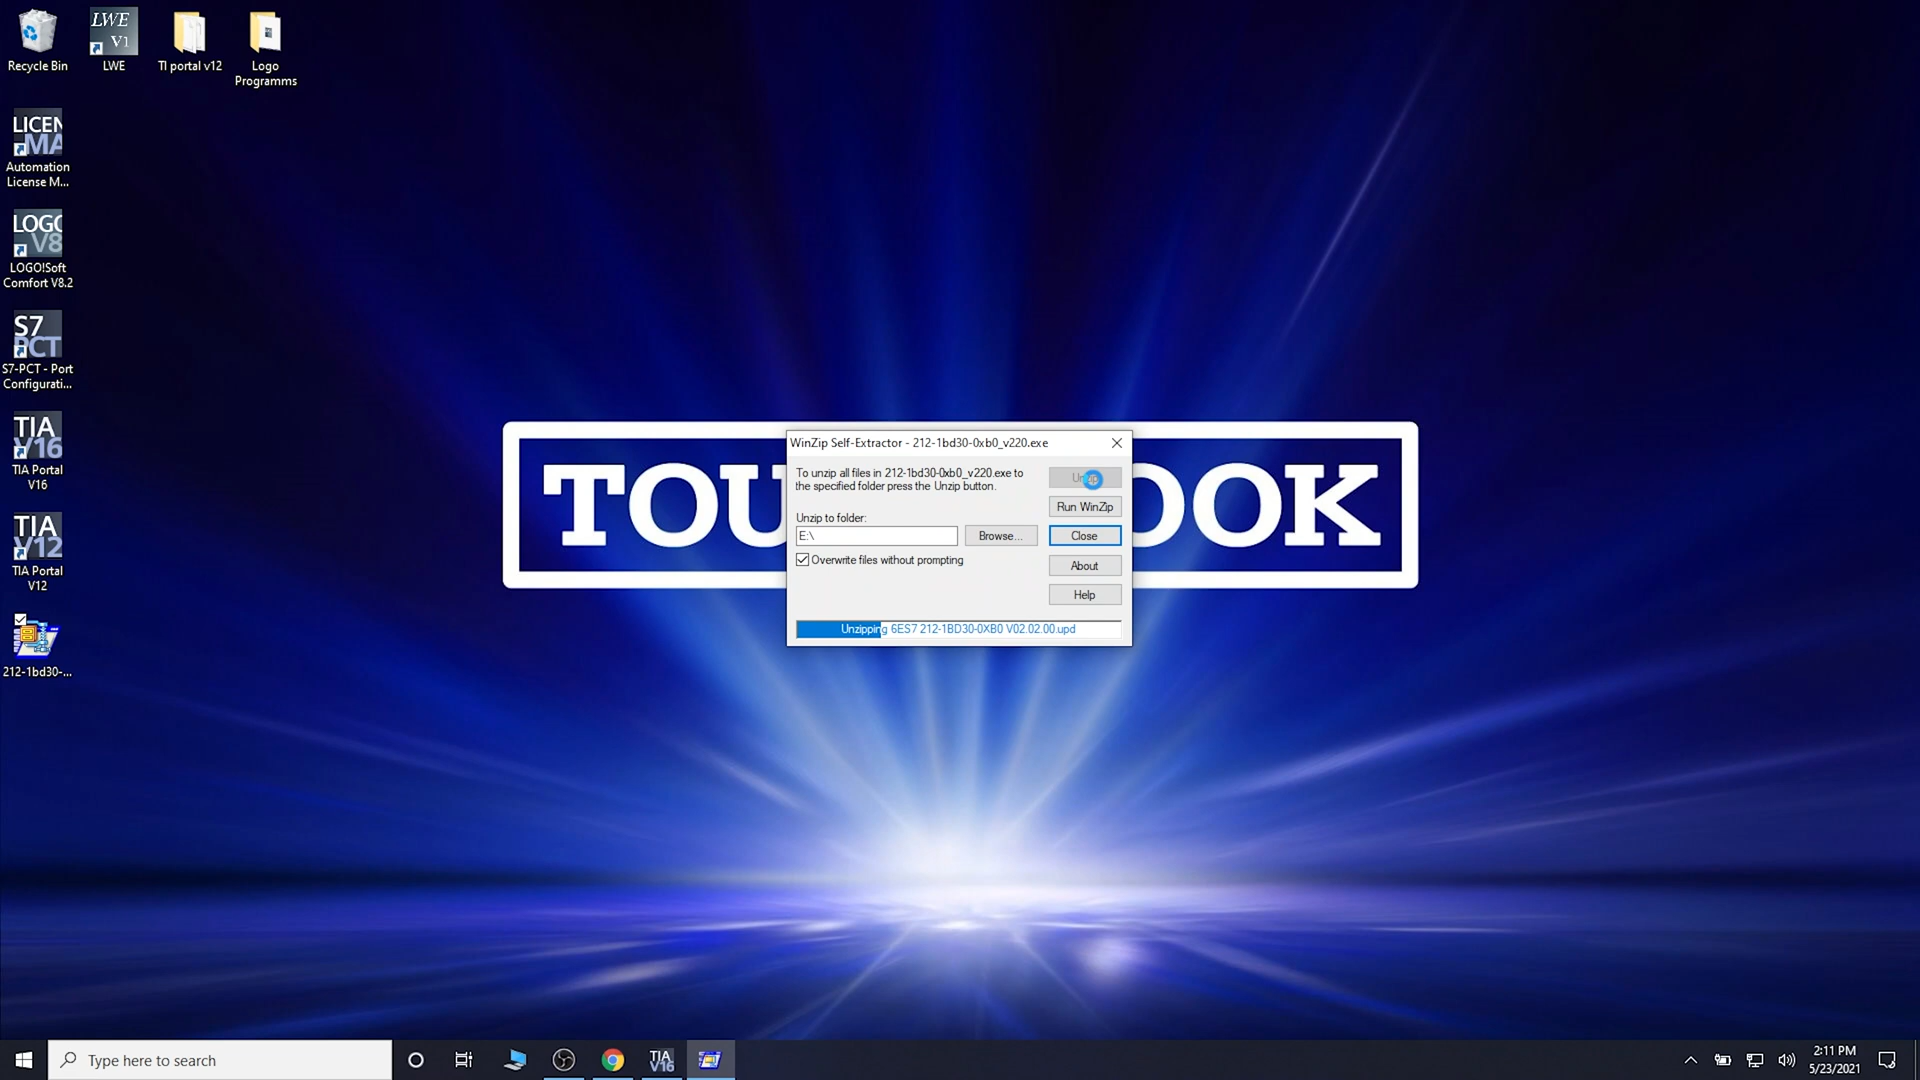 Recycle Bin
LWE
V1
LWE
TI portal v12
Logo
Programms
LICEN
MA
Automation
License M...
LOGO
V8
LOGO!Soft
Comfort V8.2
S7
PCT
S7-PCT - Port
Configurati...
TIA
V16
TIA Portal
V16
TIA
V12
TIA Portal
V12
212-1bd30-...
TOU
OOK
WinZip Self-Extractor - 212-1bd30-0xb0_v220.exe
To unzip all files in 212-1bd30-0xb0_v220.exe to
the specified folder press the Unzip button.
Unzip to folder:
E:\
Browse...
Overwrite files without prompting
Run WinZip
Close
About
Help
Unzipping 6ES7 212-1BD30-0XB0 V02.02.00.upd
Type here to search
TIA
V16
2:11 PM
5/23/2021